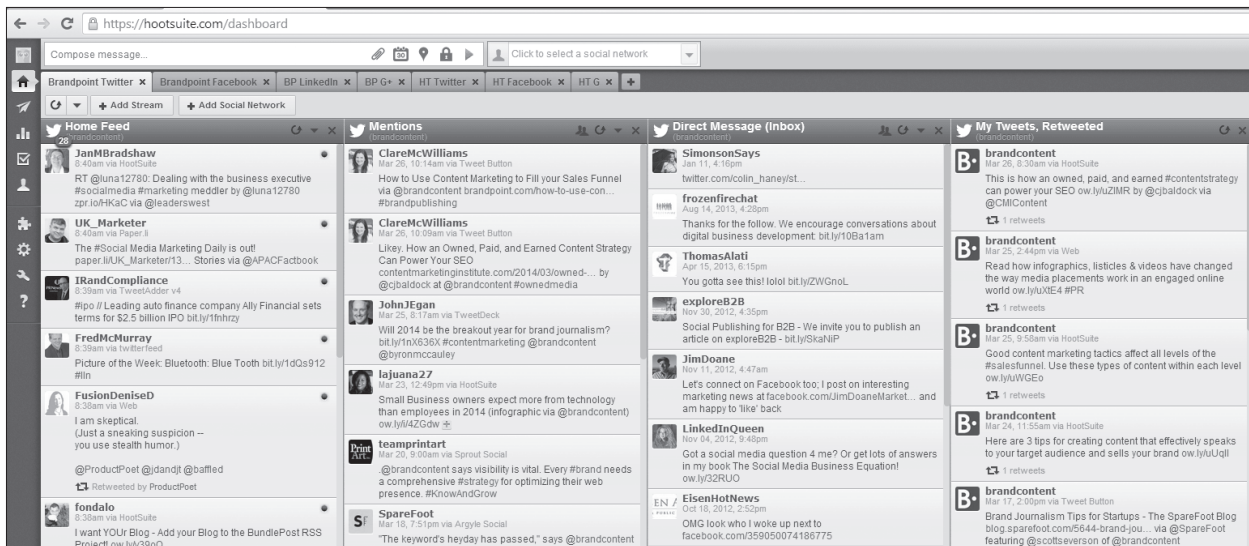 https://hootsuite.com/dashboard
Compose message...
30
Click to select a social network
Brandpoint Twitter
Brandpoint Facebook
BP LinkedIn
BP G+
HT Twitter
HT Facebook
HT G
Add Stream
Add Social Network
Home Feed
(brandcontent)
28
JanMBradshaw
8:40am via HootSuite
RT @luna12780: Dealing with the business executive
#socialmedia #marketing meddler by @luna12780
zpr.io/HKaC via @leaderswest
UK_Marketer
8:40am via Paper.li
The #Social Media Marketing Daily is out!
paper.li/UK_Marketer/13... Stories via @APACFactbook
IRandCompliance
8:39am via TweetAdder v4
#ipo // Leading auto finance company Ally Financial sets
terms for $2.5 billion IPO bit.ly/1fnhrzy
FredMcMurray
8:39am via twitterfeed
Picture of the Week: Bluetooth: Blue Tooth bit.ly/1dQs912
#lln
FusionDeniseD
8:38am via Web
I am skeptical.
(Just a sneaking suspicion --
you use stealth humor.)
@ProductPoet @jdandjt @baffled
Retweeted by ProductPoet
fondalo
8:38am via HootSuite
I want YOUr Blog - Add your Blog to the BundlePost RSS
Project! ow.ly/v39oQ
Mentions
(brandcontent)
ClareMcWilliams
Mar 26, 10:14am via Tweet Button
How to Use Content Marketing to Fill your Sales Funnel
via @brandcontent brandpoint.com/how-to-use-con...
#brandpublishing
ClareMcWilliams
Mar 26, 10:09am via Tweet Button
Likey. How an Owned, Paid, and Earned Content Strategy
Can Power Your SEO
contentmarketinginstitute.com/2014/03/owned-... by
@cjbaldock at @brandcontent #ownedmedia
JohnJEgan
Mar 25, 8:17am via TweetDeck
Will 2014 be the breakout year for brand journalism?
bit.ly/1nX636X #contentmarketing @brandcontent
@byronmccauley
lajuana27
Mar 23, 12:49pm via HootSuite
Small Business owners expect more from technology
than employees in 2014 (infographic via @brandcontent)
ow.ly/i/4ZGdw
Print
Art
teamprintart
Mar 20, 9:00am via Sprout Social
.@brandcontent says visibility is vital. Every #brand needs
a comprehensive #strategy for optimizing their web
presence. #KnowAndGrow
SF
SpareFoot
Mar 18, 7:51pm via Argyle Social
"The keyword's heyday has passed," says @brandcontent
Direct Message (Inbox)
(brandcontent)
SimonsonSays
Jan 11, 4:16pm
twitter.com/colin_haney/st...
frozenfirechat
Aug 14, 2013, 4:28pm
Thanks for the follow. We encourage conversations about
digital business development: bit.ly/10Ba1am
ThomasAlati
Apr 15, 2013, 6:15pm
You gotta see this! lolol bit.ly/ZWGnoL
exploreB2B
Nov 30, 2012, 4:35pm
Social Publishing for B2B - We invite you to publish an
article on exploreB2B - bit.ly/SkaNiP
JimDoane
Nov 11, 2012, 4:47am
Let's connect on Facebook too; I post on interesting
marketing news at facebook.com/JimDoaneMarket... and
am happy to 'like' back
LinkedInQueen
Nov 04, 2012, 9:48pm
Got a social media question 4 me? Or get lots of answers
in my book The Social Media Business Equation!
ow.ly/32RUO
EN
EisenHotNews
Oct 18, 2012, 2:52pm
OMG look who I woke up next to
facebook.com/359050074186775
My Tweets, Retweeted
(brandcontent)
B
brandcontent
Mar 26, 8:30am via HootSuite
This is how an owned, paid, and earned #contentstrategy
can power your SEO ow.ly/uZlMR by @cjbaldock via
@CMIContent
1 retweets
B
brandcontent
Mar 25, 2:44pm via Web
Read how infographics, listicles & videos have changed
the way media placements work in an engaged online
world ow.ly/uXtE4 #PR
1 retweets
B
brandcontent
Mar 25, 9:58am via HootSuite
Good content marketing tactics affect all levels of the
#salesfunnel. Use these types of content within each level
ow.ly/uWGEo
1 retweets
B
brandcontent
Mar 24, 11:55am via HootSuite
Here are 3 tips for creating content that effectively speaks
to your target audience and sells your brand ow.ly/uUqll
1 retweets
B
brandcontent
Mar 17, 2:00pm via Tweet Button
Brand Journalism Tips for Startups - The SpareFoot Blog
blog.sparefoot.com/5644-brand-jou... via @SpareFoot
featuring @scottseverson of @brandcontent